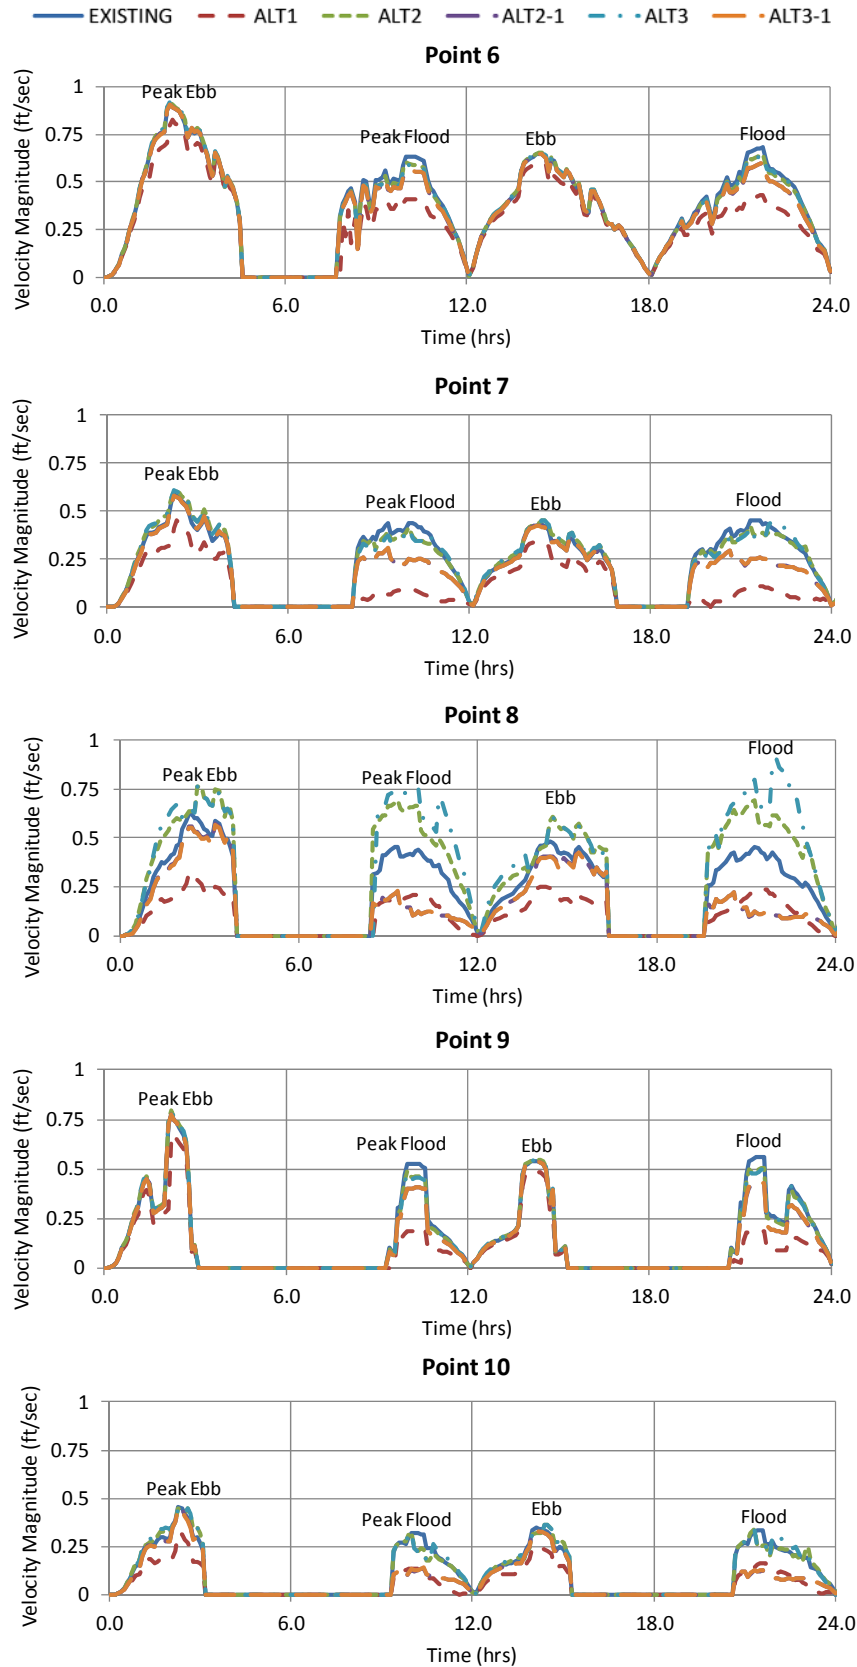 EXISTING ALT1 ALT2 ALT2-1 ALT3 ALT3-1
Point 6
Velocity Magnitude (ft/sec)
1
0.75
0.5
0.25
0
Peak Ebb
Peak Flood
Ebb
Flood
0.0 6.0 12.0 18.0 24.0
Time (hrs)
Point 7
Velocity Magnitude (ft/sec)
1
0.75
0.5
0.25
0
Peak Ebb
Peak Flood
Ebb
Flood
0.0 6.0 12.0 18.0 24.0
Time (hrs)
Point 8
Velocity Magnitude (ft/sec)
1
0.75
0.5
0.25
0
Peak Ebb
Peak Flood
Ebb
Flood
0.0 6.0 12.0 18.0 24.0
Time (hrs)
Point 9
Velocity Magnitude (ft/sec)
1
0.75
0.5
0.25
0
Peak Ebb
Peak Flood
Ebb
Flood
0.0 6.0 12.0 18.0 24.0
Time (hrs)
Point 10
Velocity Magnitude (ft/sec)
1
0.75
0.5
0.25
0
Peak Ebb
Peak Flood
Ebb
Flood
0.0 6.0 12.0 18.0 24.0
Time (hrs)